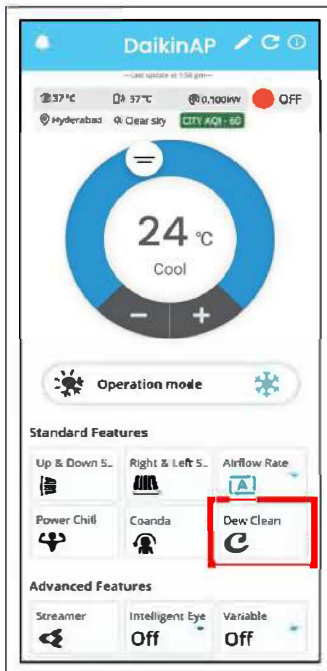 DaikinAP
Last update at 1:56 pm
37°C 37°C 0.100kW OFF
Hyderabad Clear sky CITY AQI - 60
24 °C
Cool
− +
Operation mode
Standard Features
Up & Down S.. Right & Left S.. Airflow Rate
A
Power Chill Coanda Dew Clean
Advanced Features
Streamer Intelligent Eye Variable
Off Off